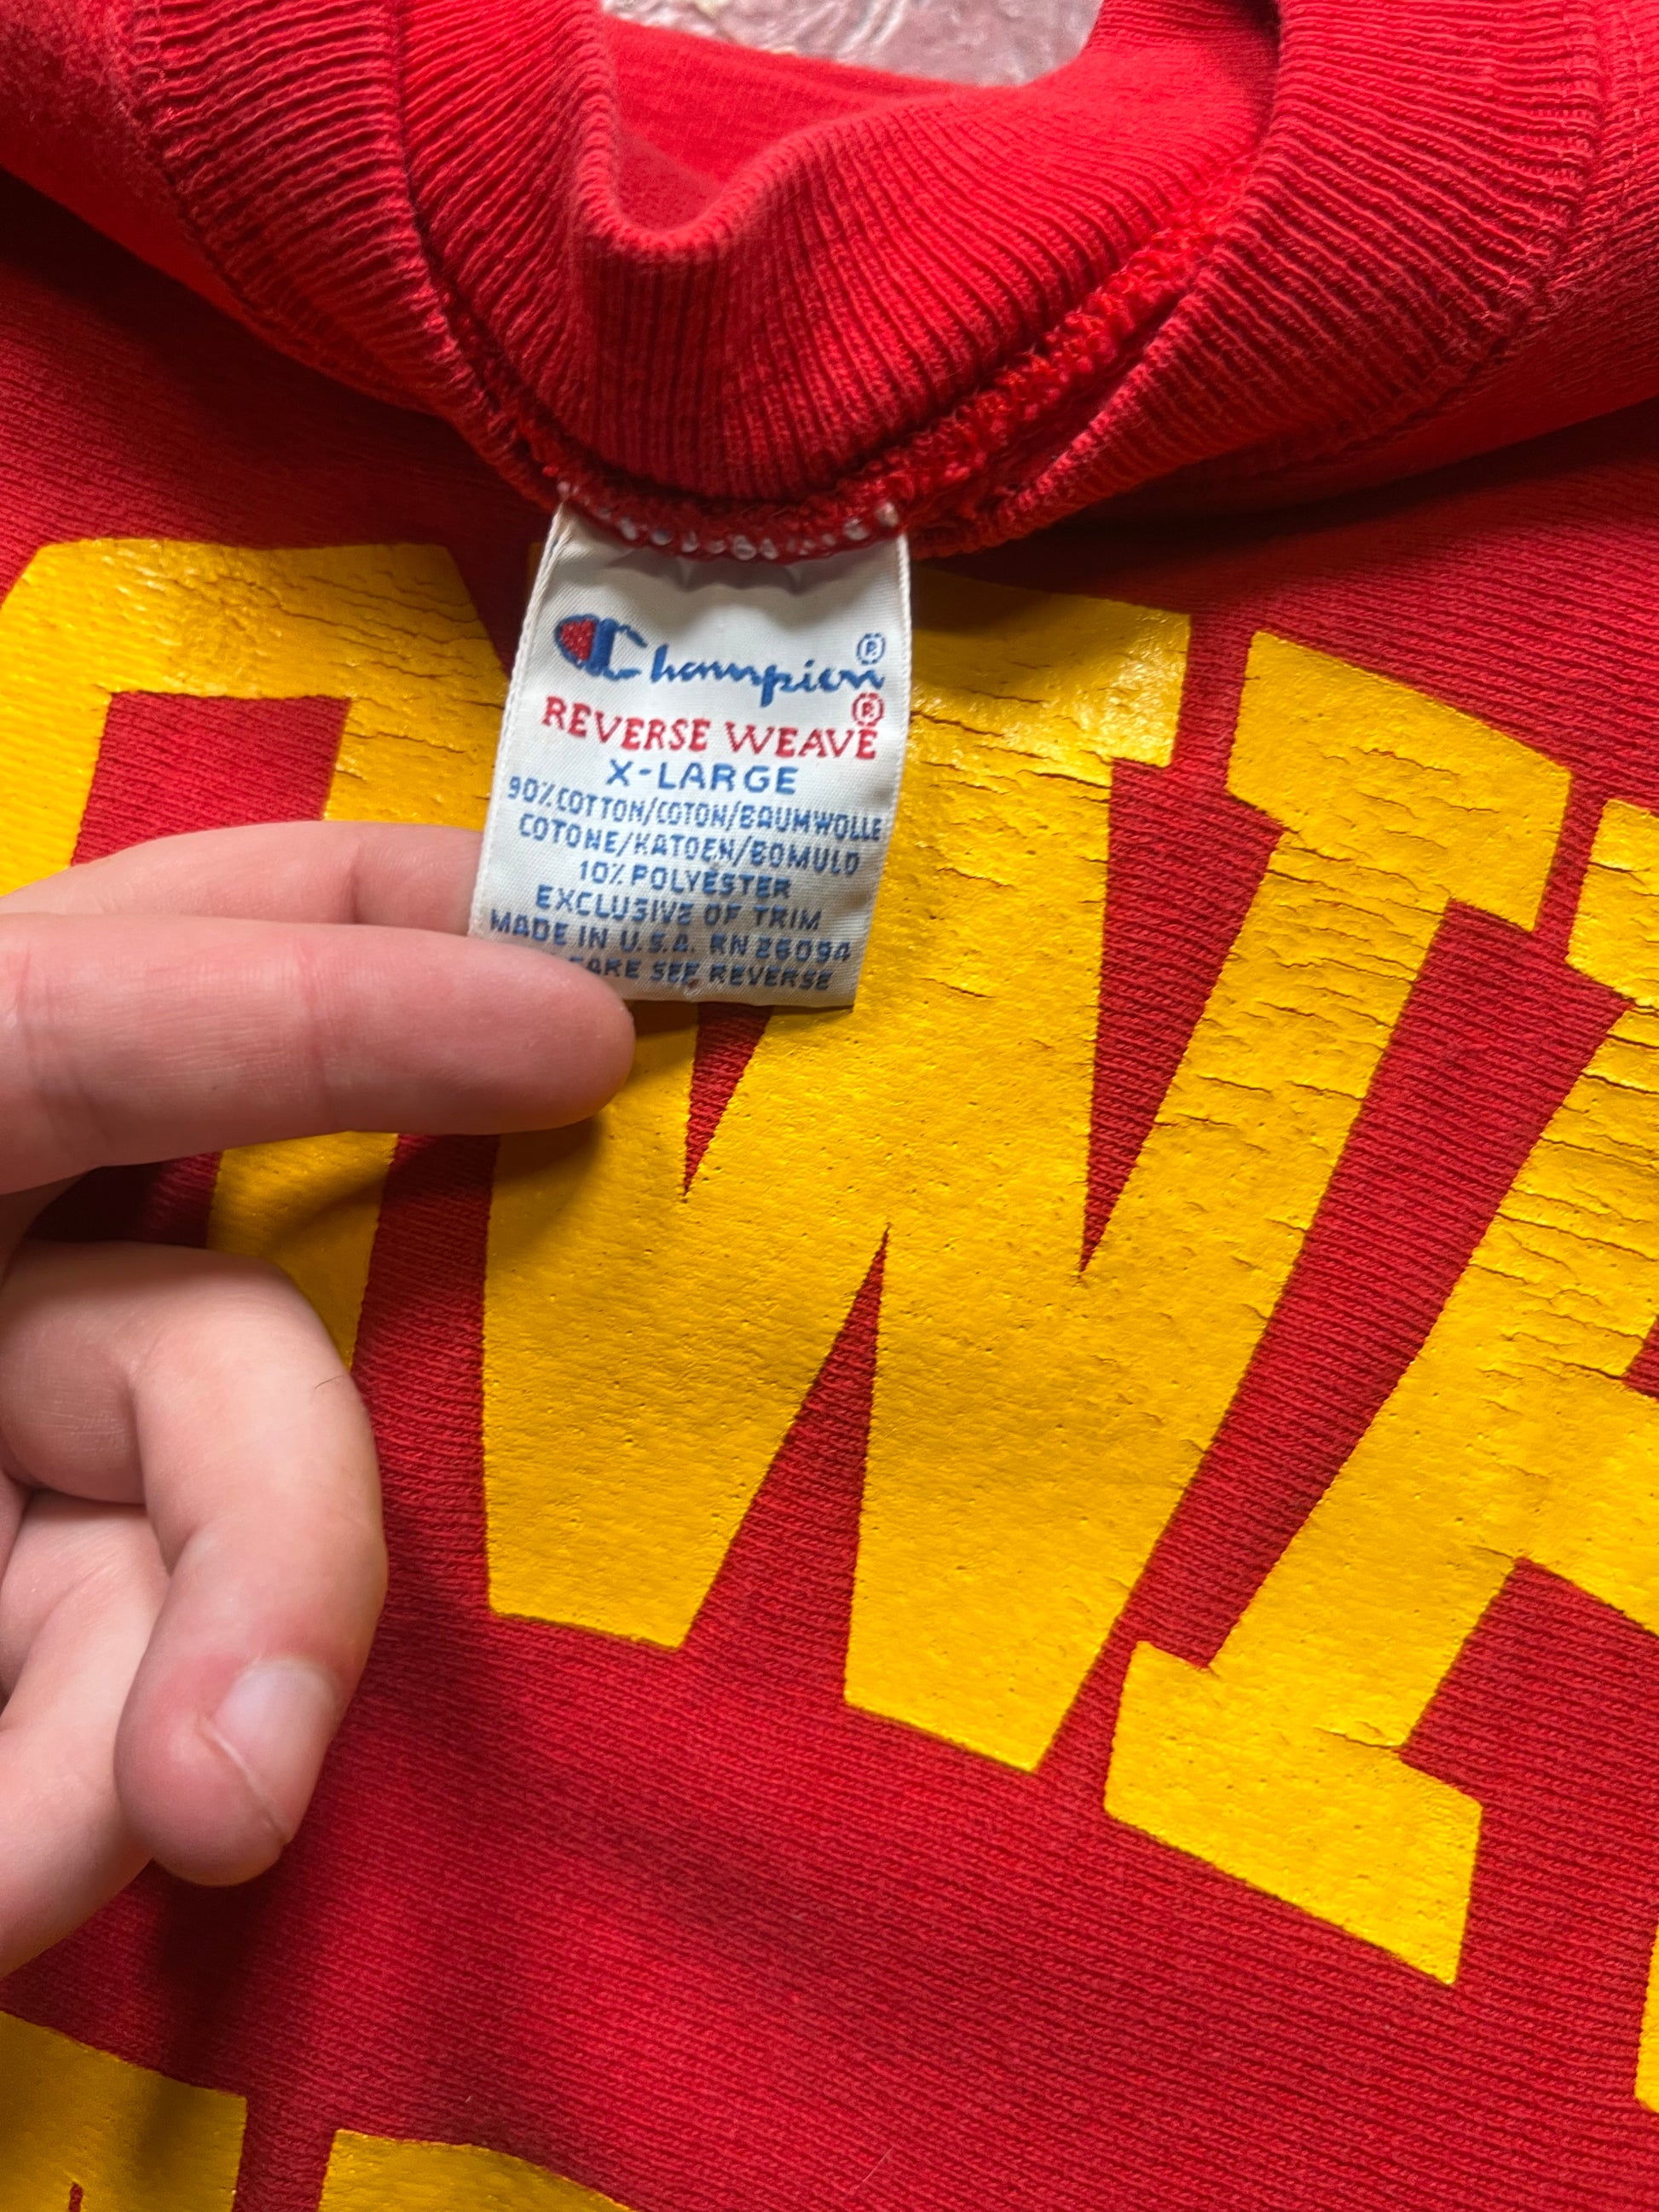 Champion®
REVERSE WEAVE®
X-LARGE
90% COTTON/COTON/BAUMWOLLE
COTONE/KATOEN/BOMULD
10% POLYESTER
EXCLUSIVE OF TRIM
MADE IN U.S.A. RN 26094
CARE SEE REVERSE
W